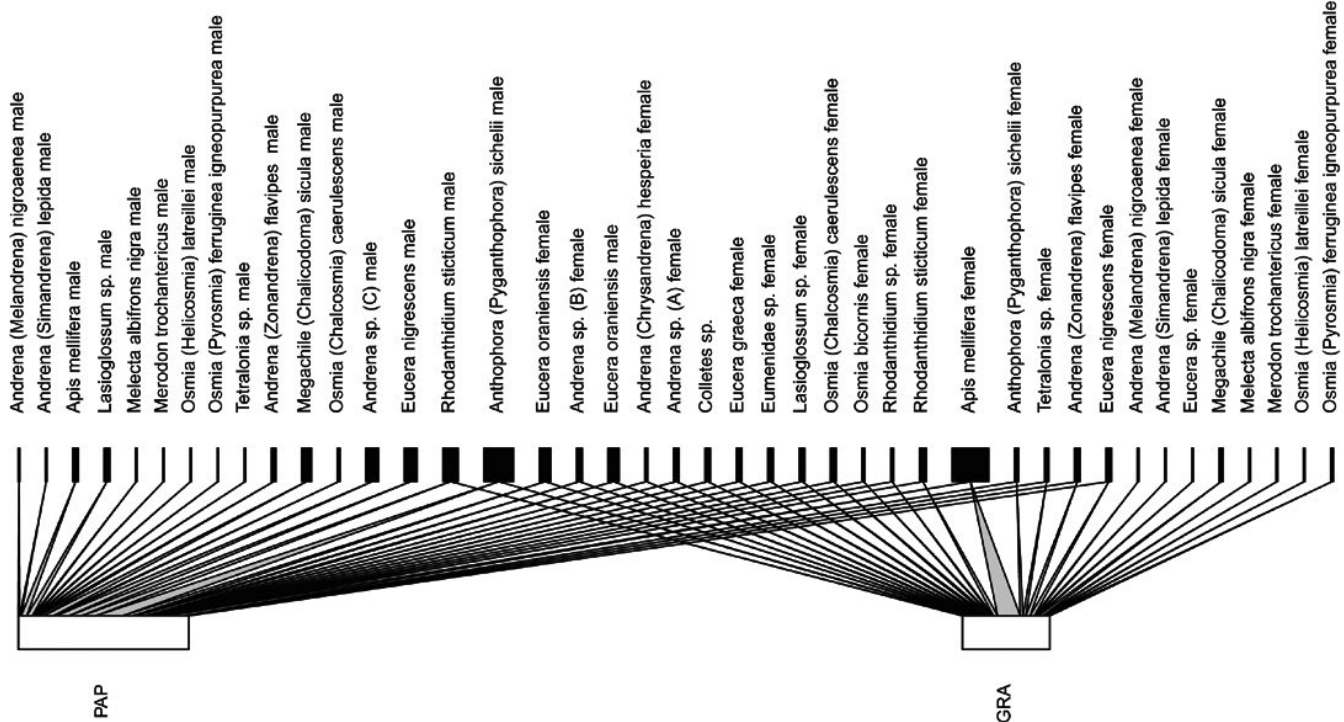 Andrena (Melandrena) nigroaenea male
Andrena (Simandrena) lepida male
Apis mellifera male
Lasioglossum sp. male
Melecta albifrons nigra male
Merodon trochantericus male
Osmia (Helicosmia) latreillei male
Osmia (Pyrosmia) ferruginea igneopurpurea male
Tetralonia sp. male
Andrena (Zonandrena) flavipes male
Megachile (Chalicodoma) sicula male
Osmia (Chalcosmia) caerulescens male
Andrena sp. (C) male
Eucera nigrescens male
Rhodanthidium sticticum male
Anthophora (Pyganthophora) sichelii male
Eucera oraniensis female
Andrena sp. (B) female
Eucera oraniensis male
Andrena (Chrysandrena) hesperia female
Andrena sp. (A) female
Colletes sp.
Eucera graeca female
Eumenidae sp. female
Lasioglossum sp. female
Osmia (Chalcosmia) caerulescens female
Osmia bicornis female
Rhodanthidium sp. female
Rhodanthidium sticticum female
Apis mellifera female
Anthophora (Pyganthophora) sichelii female
Tetralonia sp. female
Andrena (Zonandrena) flavipes female
Eucera nigrescens female
Andrena (Melandrena) nigroaenea female
Andrena (Simandrena) lepida female
Eucera sp. female
Megachile (Chalicodoma) sicula female
Melecta albifrons nigra female
Merodon trochantericus female
Osmia (Helicosmia) latreillei female
Osmia (Pyrosmia) ferruginea igneopurpurea female
PAP
GRA